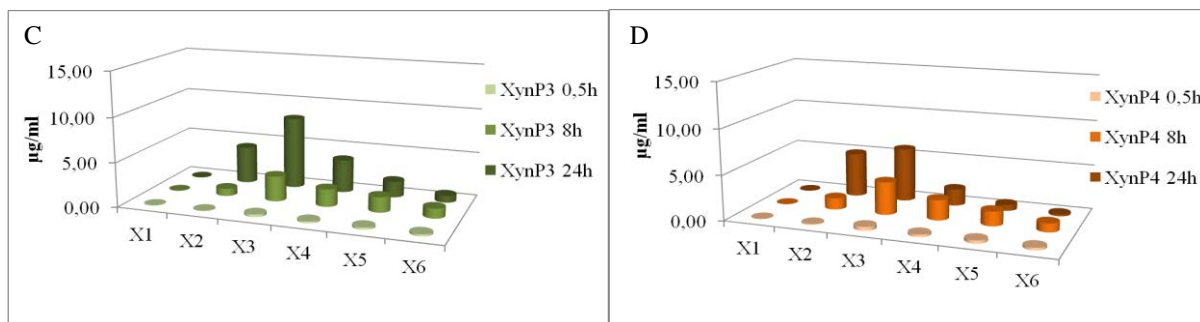 C
15,00
10,00
5,00
0,00
µg/ml
X1 X2 X3 X4 X5 X6
XynP3 0,5h
XynP3 8h
XynP3 24h
D
15,00
10,00
5,00
0,00
µg/ml
X1 X2 X3 X4 X5 X6
XynP4 0,5h
XynP4 8h
XynP4 24h